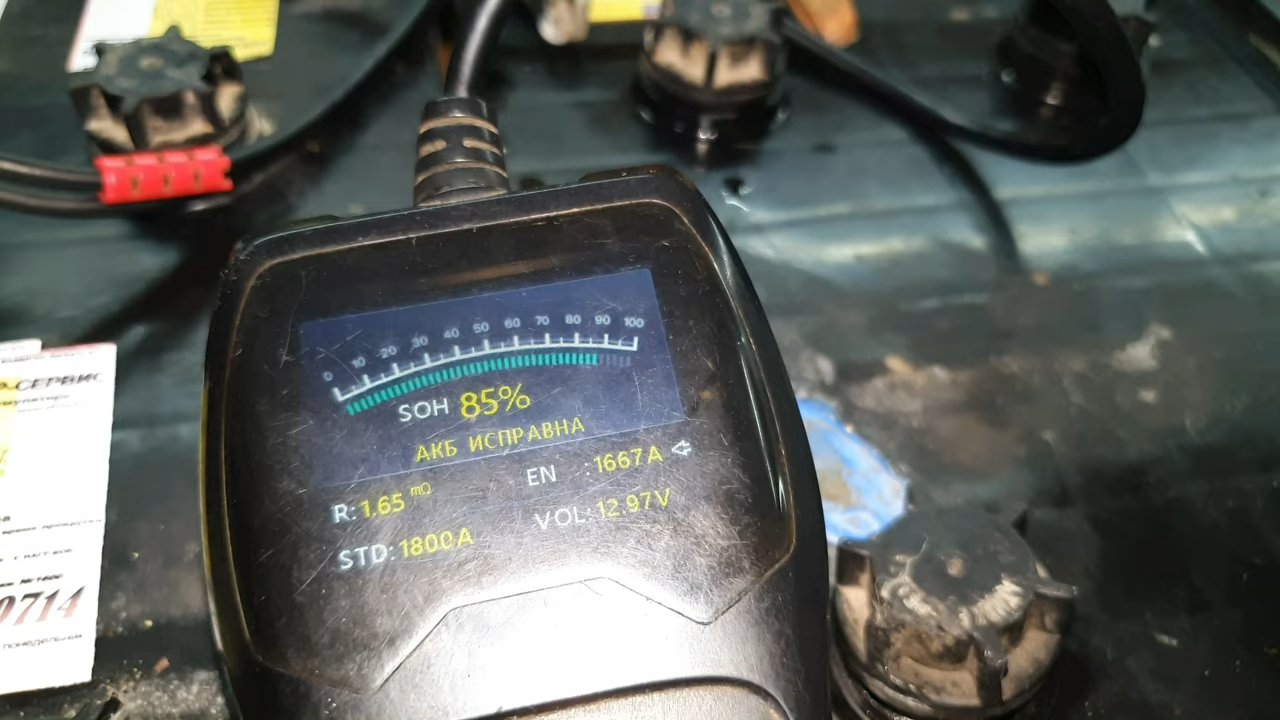 0 10 20 30 40 50 60 70 80 90 100
SOH 85%
АКБ ИСПРАВНА
R: 1.65 mΩ
EN :1667A
STD: 1800A
VOL: 12.97V
СЕРВИС
0714
понедельник